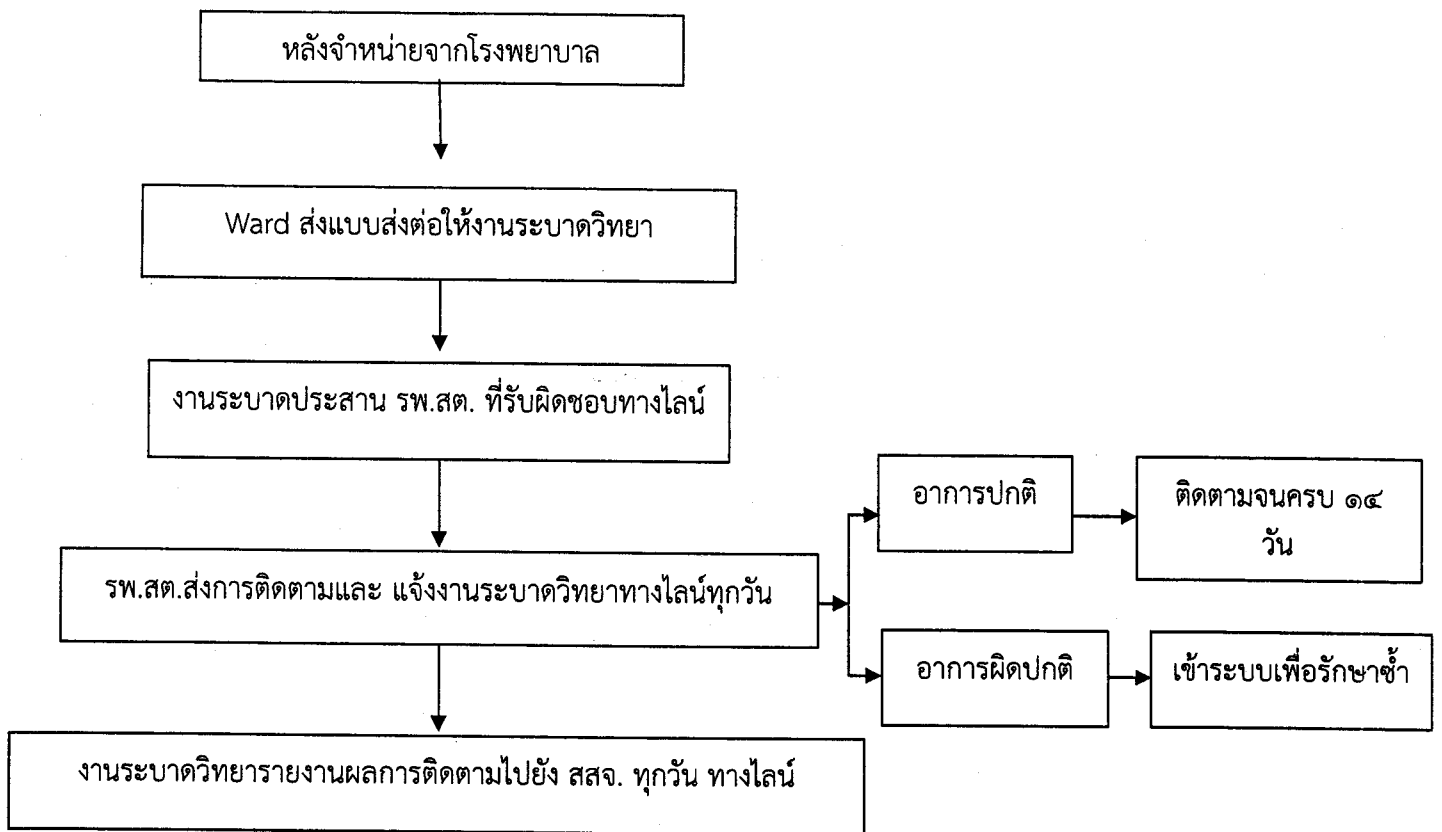 หลังจำหน่ายจากโรงพยาบาล
Ward ส่งแบบส่งต่อให้งานระบาดวิทยา
งานระบาดประสาน รพ.สต. ที่รับผิดชอบทางไลน์
รพ.สต.ส่งการติดตามและ แจ้งงานระบาดวิทยาทางไลน์ทุกวัน
อาการปกติ
ติดตามจนครบ ๑๔
วัน
อาการผิดปกติ
เข้าระบบเพื่อรักษาซ้ำ
งานระบาดวิทยารายงานผลการติดตามไปยัง สสจ. ทุกวัน ทางไลน์